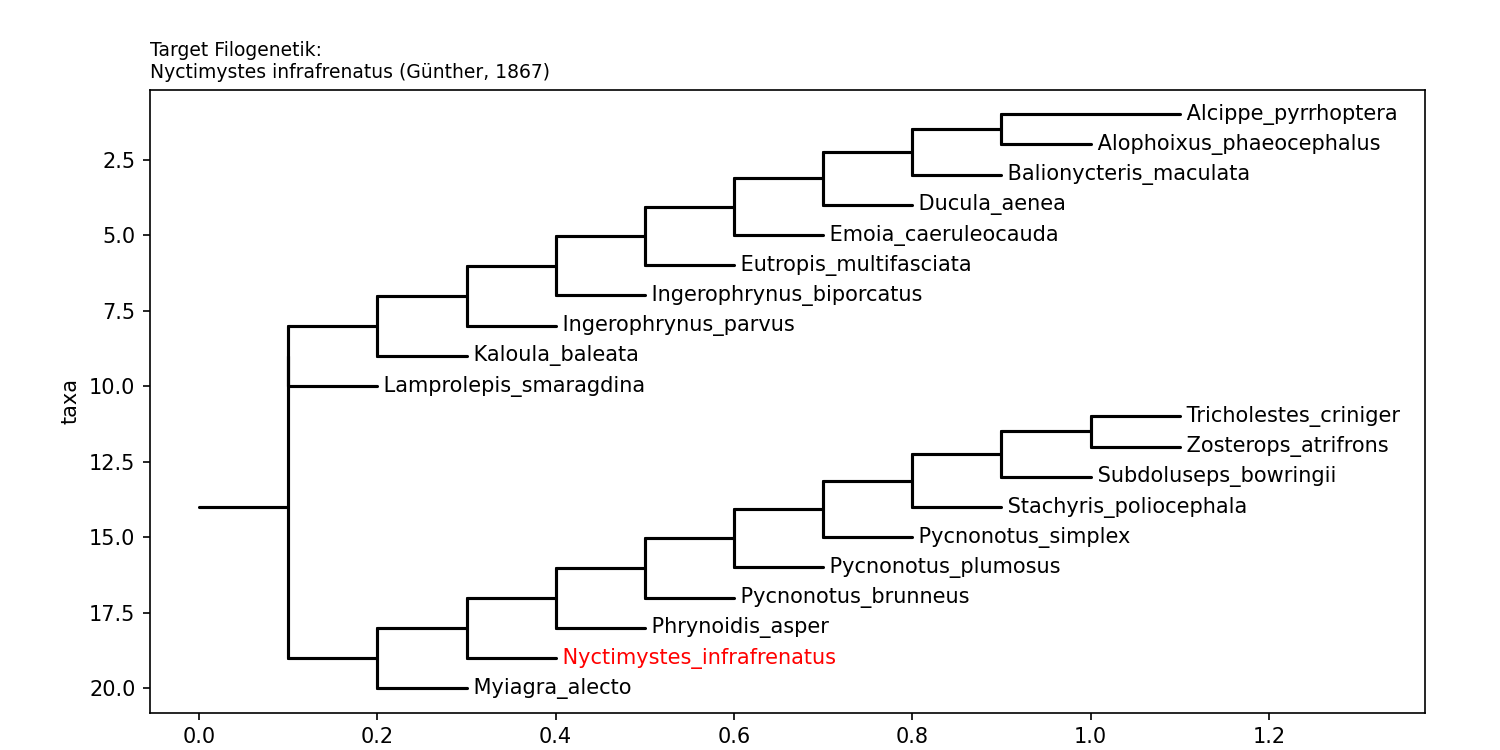 Target Filogenetik:
Nyctimystes infrafrenatus (Günther, 1867)
Alcippe_pyrrhoptera
Alophoixus_phaeocephalus
2.5
Balionycteris_maculata
Ducula_aenea
5.0
Emoia_caeruleocauda
Eutropis_multifasciata
Ingerophrynus_biporcatus
7.5
Ingerophrynus_parvus
Kaloula_baleata
10.0
Lamprolepis_smaragdina
taxa
Tricholestes_criniger
Zosterops_atrifrons
12.5
Subdoluseps_bowringii
Stachyris_poliocephala
15.0
Pycnonotus_simplex
Pycnonotus_plumosus
Pycnonotus_brunneus
17.5
Phrynoidis_asper
Nyctimystes_infrafrenatus
20.0
Myiagra_alecto
0.0 0.2 0.4 0.6 0.8 1.0 1.2